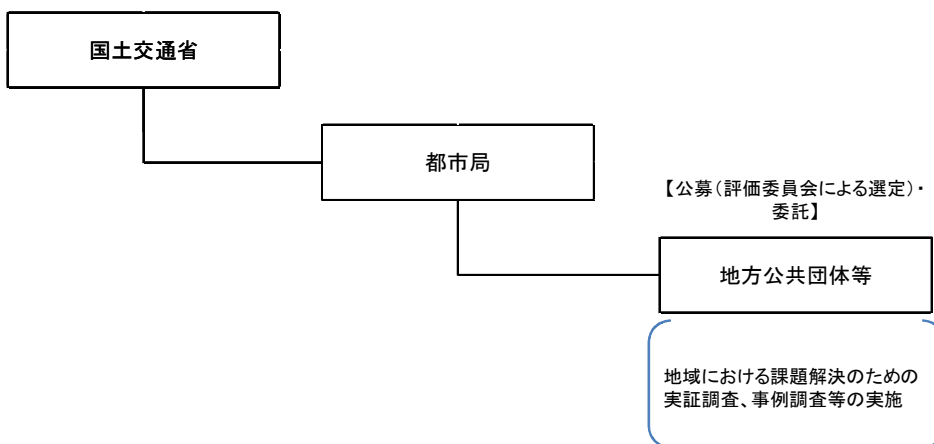 国土交通省
都市局
【公募(評価委員会による選定)・
委託】
地方公共団体等
地域における課題解決のための
実証調査、事例調査等の実施